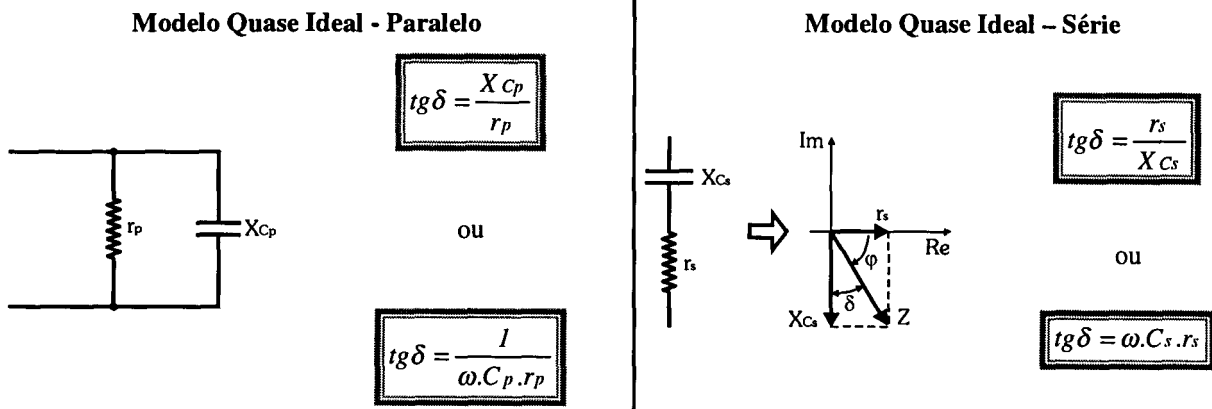 Modelo Quase Ideal - Paralelo
tgδ = XCp / rp
rp
XCp
ou
tgδ = 1 / ω.Cp.rp
Modelo Quase Ideal – Série
XCs
rs
Im
rs
Re
φ
δ
XCs
Z
tgδ = rs / XCs
ou
tgδ = ω.Cs.rs